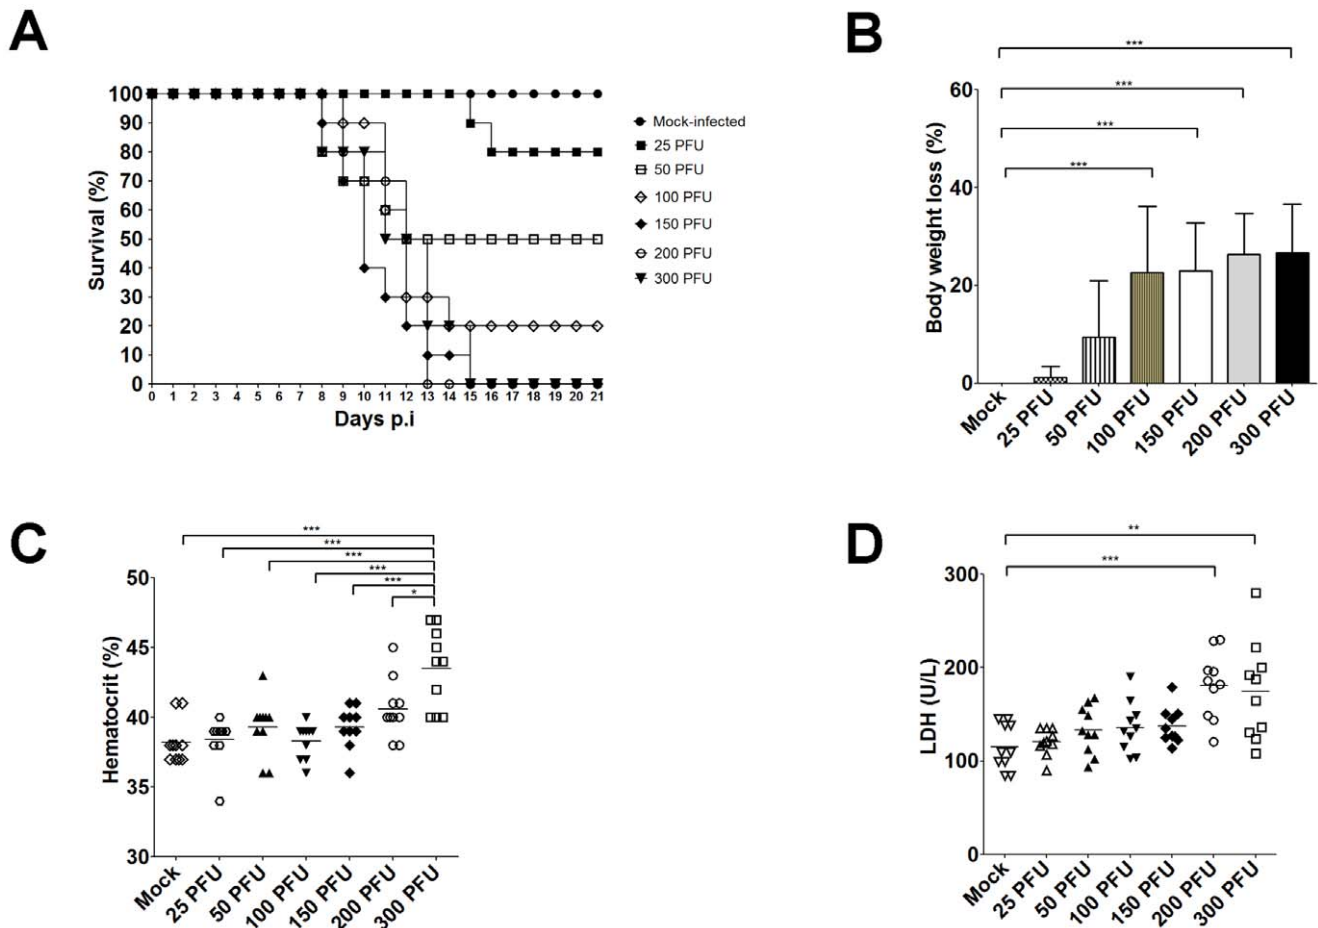 A
100
90
80
70
60
50
40
30
20
10
0
Survival (%)
0 1 2 3 4 5 6 7 8 9 10 11 12 13 14 15 16 17 18 19 20 21
Days p.i
Mock-infected
25 PFU
50 PFU
100 PFU
150 PFU
200 PFU
300 PFU
B
***
***
***
***
60
40
20
0
Body weight loss (%)
Mock
25 PFU
50 PFU
100 PFU
150 PFU
200 PFU
300 PFU
C
***
***
***
***
***
*
50
45
40
35
30
Hematocrit (%)
Mock
25 PFU
50 PFU
100 PFU
150 PFU
200 PFU
300 PFU
D
**
***
300
200
100
0
LDH (U/L)
Mock
25 PFU
50 PFU
100 PFU
150 PFU
200 PFU
300 PFU